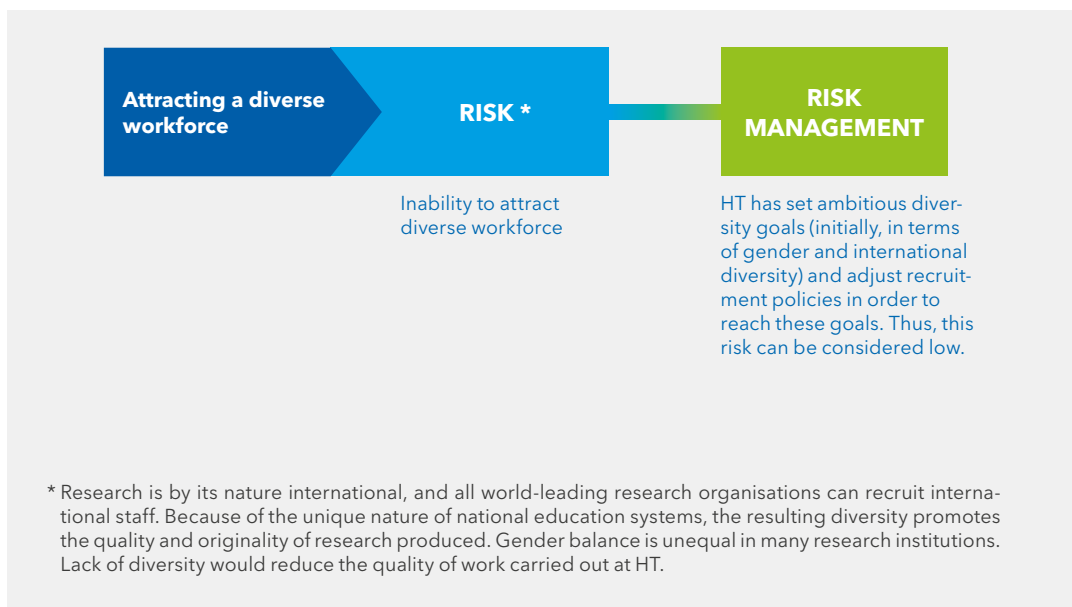 Attracting a diverse
workforce
RISK *
RISK
MANAGEMENT
Inability to attract
diverse workforce
HT has set ambitious diver-
sity goals (initially, in terms
of gender and international
diversity) and adjust recruit-
ment policies in order to
reach these goals. Thus, this
risk can be considered low.
* Research is by its nature international, and all world-leading research organisations can recruit interna-
tional staff. Because of the unique nature of national education systems, the resulting diversity promotes
the quality and originality of research produced. Gender balance is unequal in many research institutions.
Lack of diversity would reduce the quality of work carried out at HT.